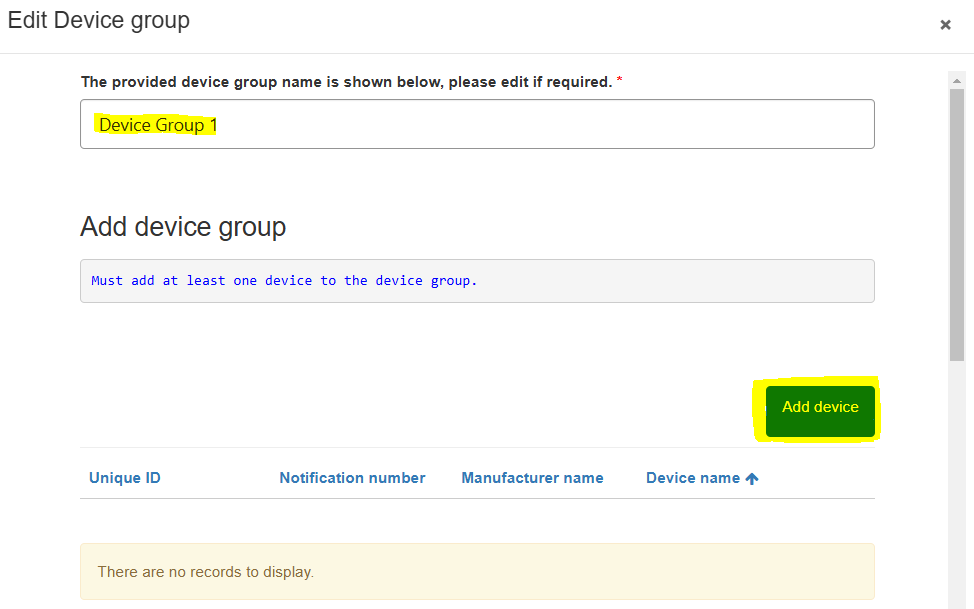 Edit Device group
×
The provided device group name is shown below, please edit if required. *
Device Group 1
Add device group
Must add at least one device to the device group.
Add device
Unique ID Notification number Manufacturer name Device name
There are no records to display.